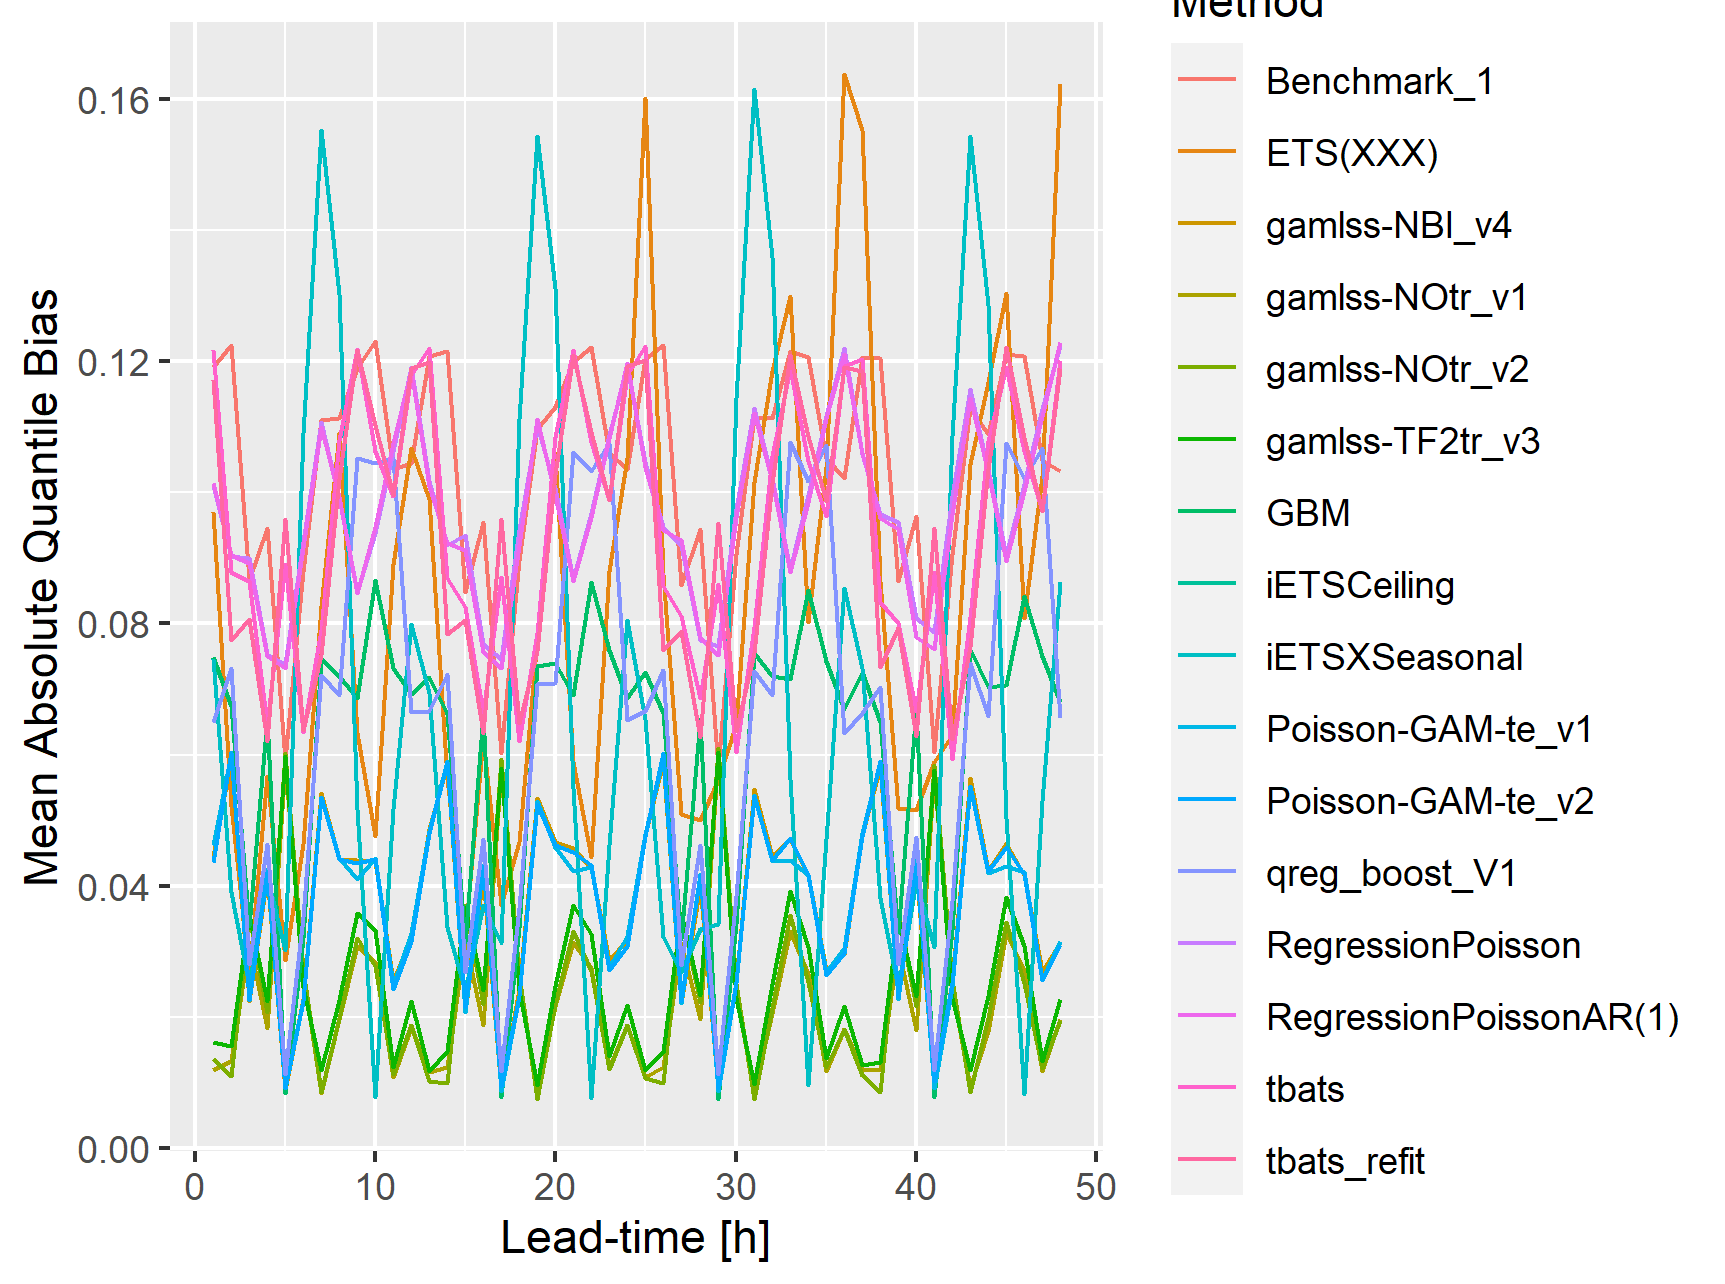 Method
Benchmark_1
ETS(XXX)
gamlss-NBI_v4
gamlss-NOtr_v1
gamlss-NOtr_v2
gamlss-TF2tr_v3
GBM
iETSCeiling
iETSXSeasonal
Poisson-GAM-te_v1
Poisson-GAM-te_v2
qreg_boost_V1
RegressionPoisson
RegressionPoissonAR(1)
tbats
tbats_refit
Mean Absolute Quantile Bias
0.16
0.12
0.08
0.04
0.00
0 10 20 30 40 50
Lead-time [h]